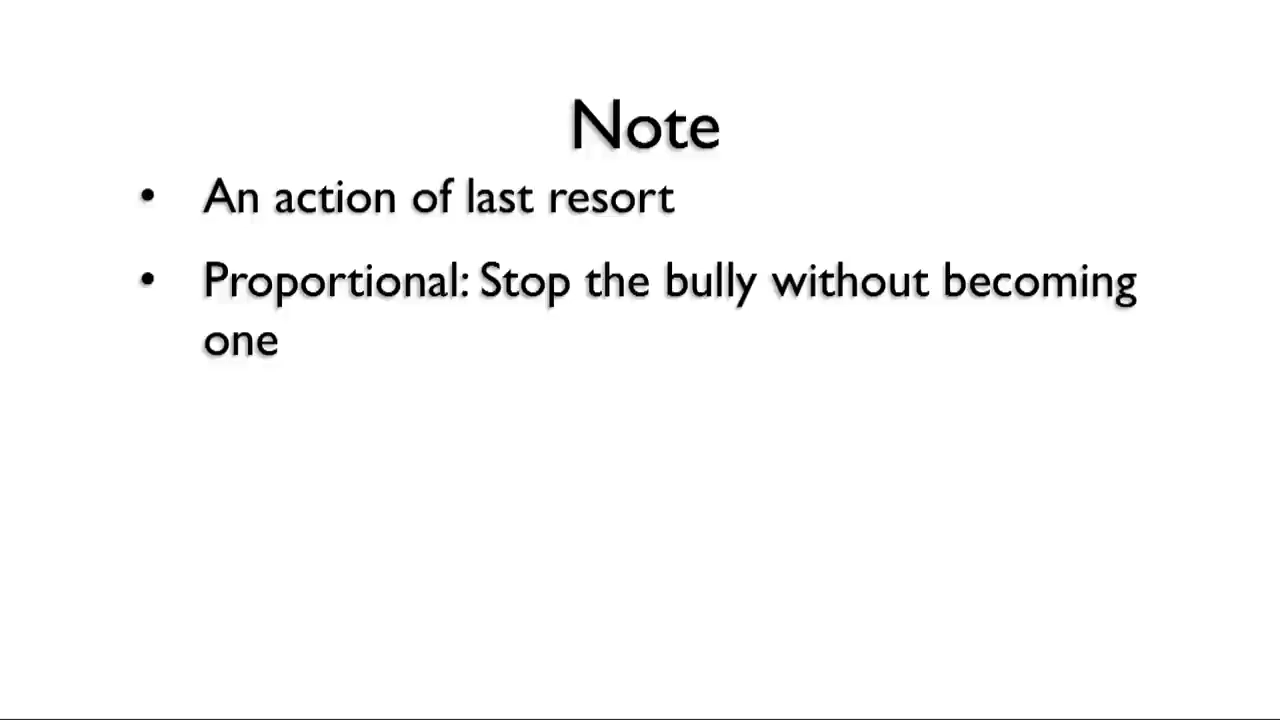 Note
• An action of last resort
• Proportional: Stop the bully without becoming
one